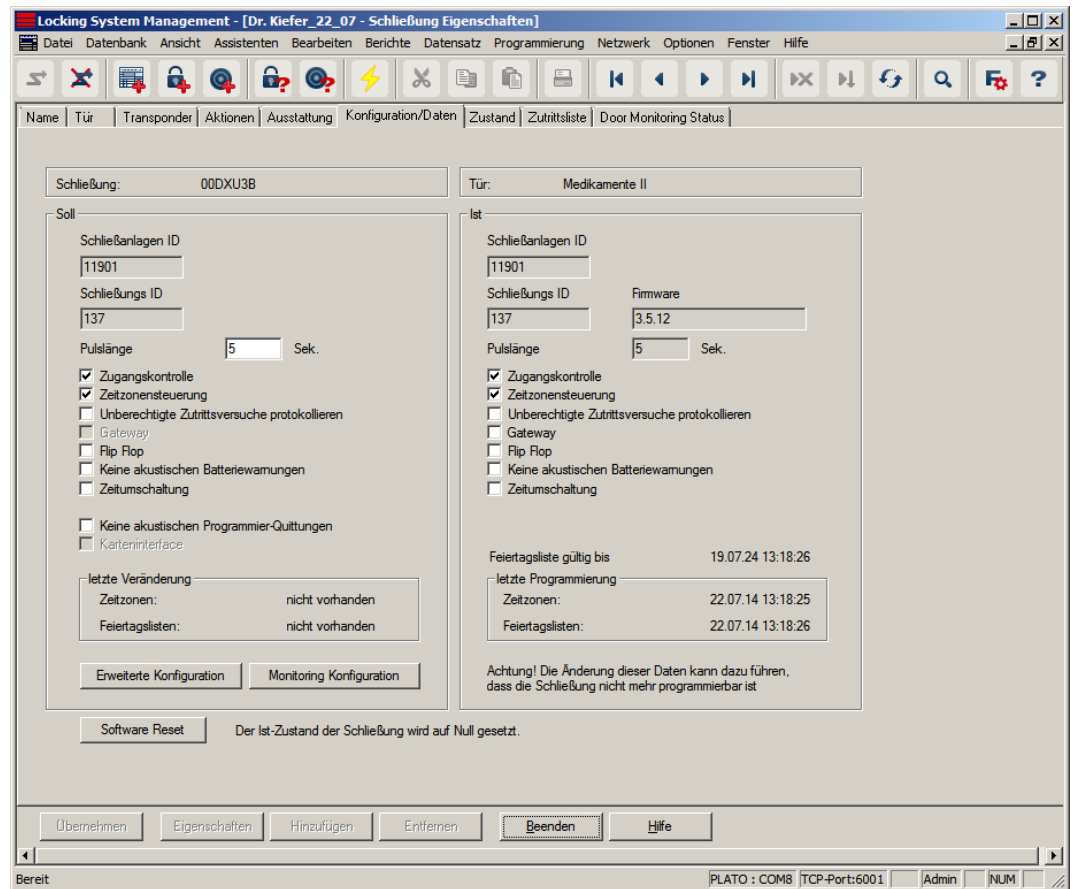 Locking System Management - [Dr. Kiefer_22_07 - Schließung Eigenschaften]
Datei Datenbank Ansicht Assistenten Bearbeiten Berichte Datensatz Programmierung Netzwerk Optionen Fenster Hilfe
Name Tür Transponder Aktionen Ausstattung Konfiguration/Daten Zustand Zutrittsliste Door Monitoring Status
Schließung: 00DXU3B
Tür: Medikamente II
Soll
Schließanlagen ID
11901
Schließungs ID
137
Pulslänge 5 Sek.
Zugangskontrolle
Zeitzonensteuerung
Unberechtigte Zutrittsversuche protokollieren
Gateway
Flip Flop
Keine akustischen Batteriewarnungen
Zeitumschaltung
Keine akustischen Programmier-Quittungen
Karteninterface
letzte Veränderung
Zeitzonen: nicht vorhanden
Feiertagslisten: nicht vorhanden
Erweiterte Konfiguration Monitoring Konfiguration
Ist
Schließanlagen ID
11901
Schließungs ID Firmware
137 3.5.12
Pulslänge 5 Sek.
Zugangskontrolle
Zeitzonensteuerung
Unberechtigte Zutrittsversuche protokollieren
Gateway
Flip Flop
Keine akustischen Batteriewarnungen
Zeitumschaltung
Feiertagsliste gültig bis 19.07.24 13:18:26
letzte Programmierung
Zeitzonen: 22.07.14 13:18:25
Feiertagslisten: 22.07.14 13:18:26
Achtung! Die Änderung dieser Daten kann dazu führen,
dass die Schließung nicht mehr programmierbar ist
Software Reset Der Ist-Zustand der Schließung wird auf Null gesetzt.
Übernehmen Eigenschaften Hinzufügen Entfernen Beenden Hilfe
Bereit PLATO : COM8 TCP-Port:6001 Admin NUM